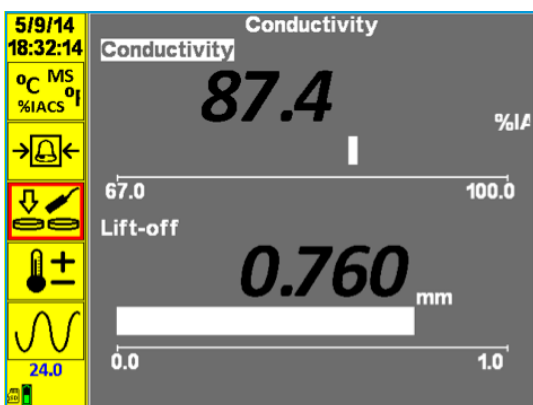 5/9/14
18:32:14
ºC MS
%IACS
24.0
Conductivity
Conductivity
87.4
%IA
67.0 100.0
Lift-off
0.760 mm
0.0 1.0